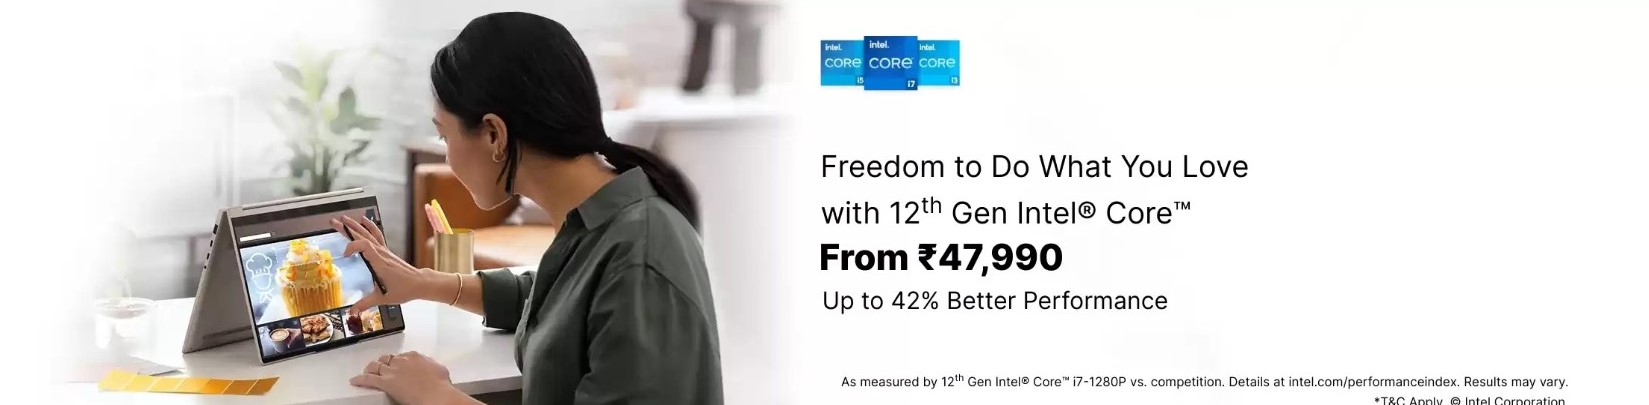 intel. intel. intel.
CORE CORE CORE
i5 i7 i3
Freedom to Do What You Love
with 12th Gen Intel® Core™
From ₹47,990
Up to 42% Better Performance
As measured by 12th Gen Intel® Core™ i7-1280P vs. competition. Details at intel.com/performanceindex. Results may vary.
*T&C Apply. © Intel Corporation.